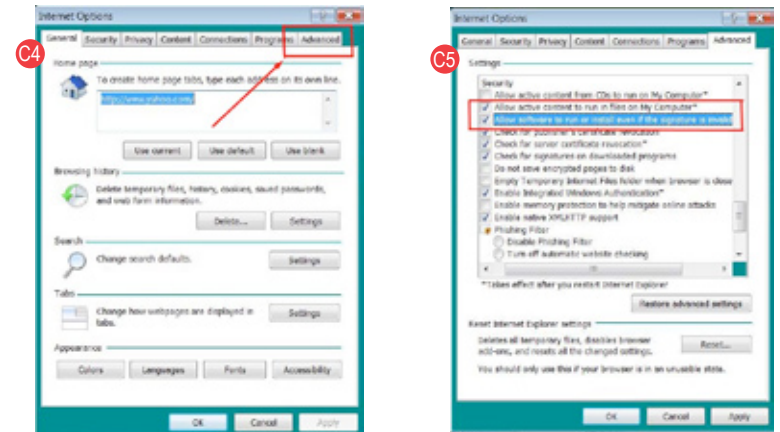 Internet Options
C4
General Security Privacy Content Connections Programs Advanced
Home page
To create home page tabs, type each address on its own line.
http://www.yahoo.com/
Use current Use default Use blank
Browsing history
Delete temporary files, history, cookies, saved passwords,
and web form information.
Delete... Settings
Search
Change search defaults. Settings
Tabs
Change how webpages are displayed in
tabs.
Settings
Appearance
Colors Languages Fonts Accessibility
OK Cancel Apply
Internet Options
C5
General Security Privacy Content Connections Programs Advanced
Settings
Security
Allow active content from CDs to run on My Computer*
Allow active content to run in files on My Computer*
Allow software to run or install even if the signature is invalid
Check for publisher's certificate revocation
Check for server certificate revocation*
Check for signatures on downloaded programs
Do not save encrypted pages to disk
Empty Temporary Internet Files folder when browser is close
Enable Integrated Windows Authentication*
Enable memory protection to help mitigate online attacks
Enable native XMLHTTP support
Phishing Filter
Disable Phishing Filter
Turn off automatic website checking
*Takes effect after you restart Internet Explorer
Restore advanced settings
Reset Internet Explorer settings
Deletes all temporary files, disables browser
add-ons, and resets all the changed settings.
Reset...
You should only use this if your browser is in an unusable state.
OK Cancel Apply